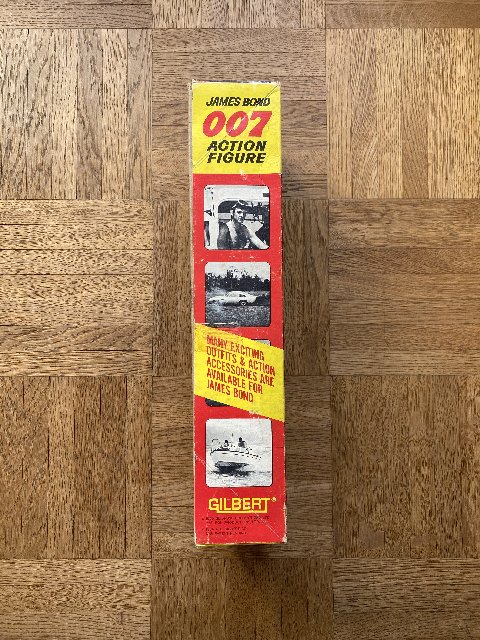 JAMES BOND
007
ACTION
FIGURE
MANY EXCITING
OUTFITS & ACTION
ACCESSORIES ARE
AVAILABLE FOR
JAMES BOND
GILBERT®